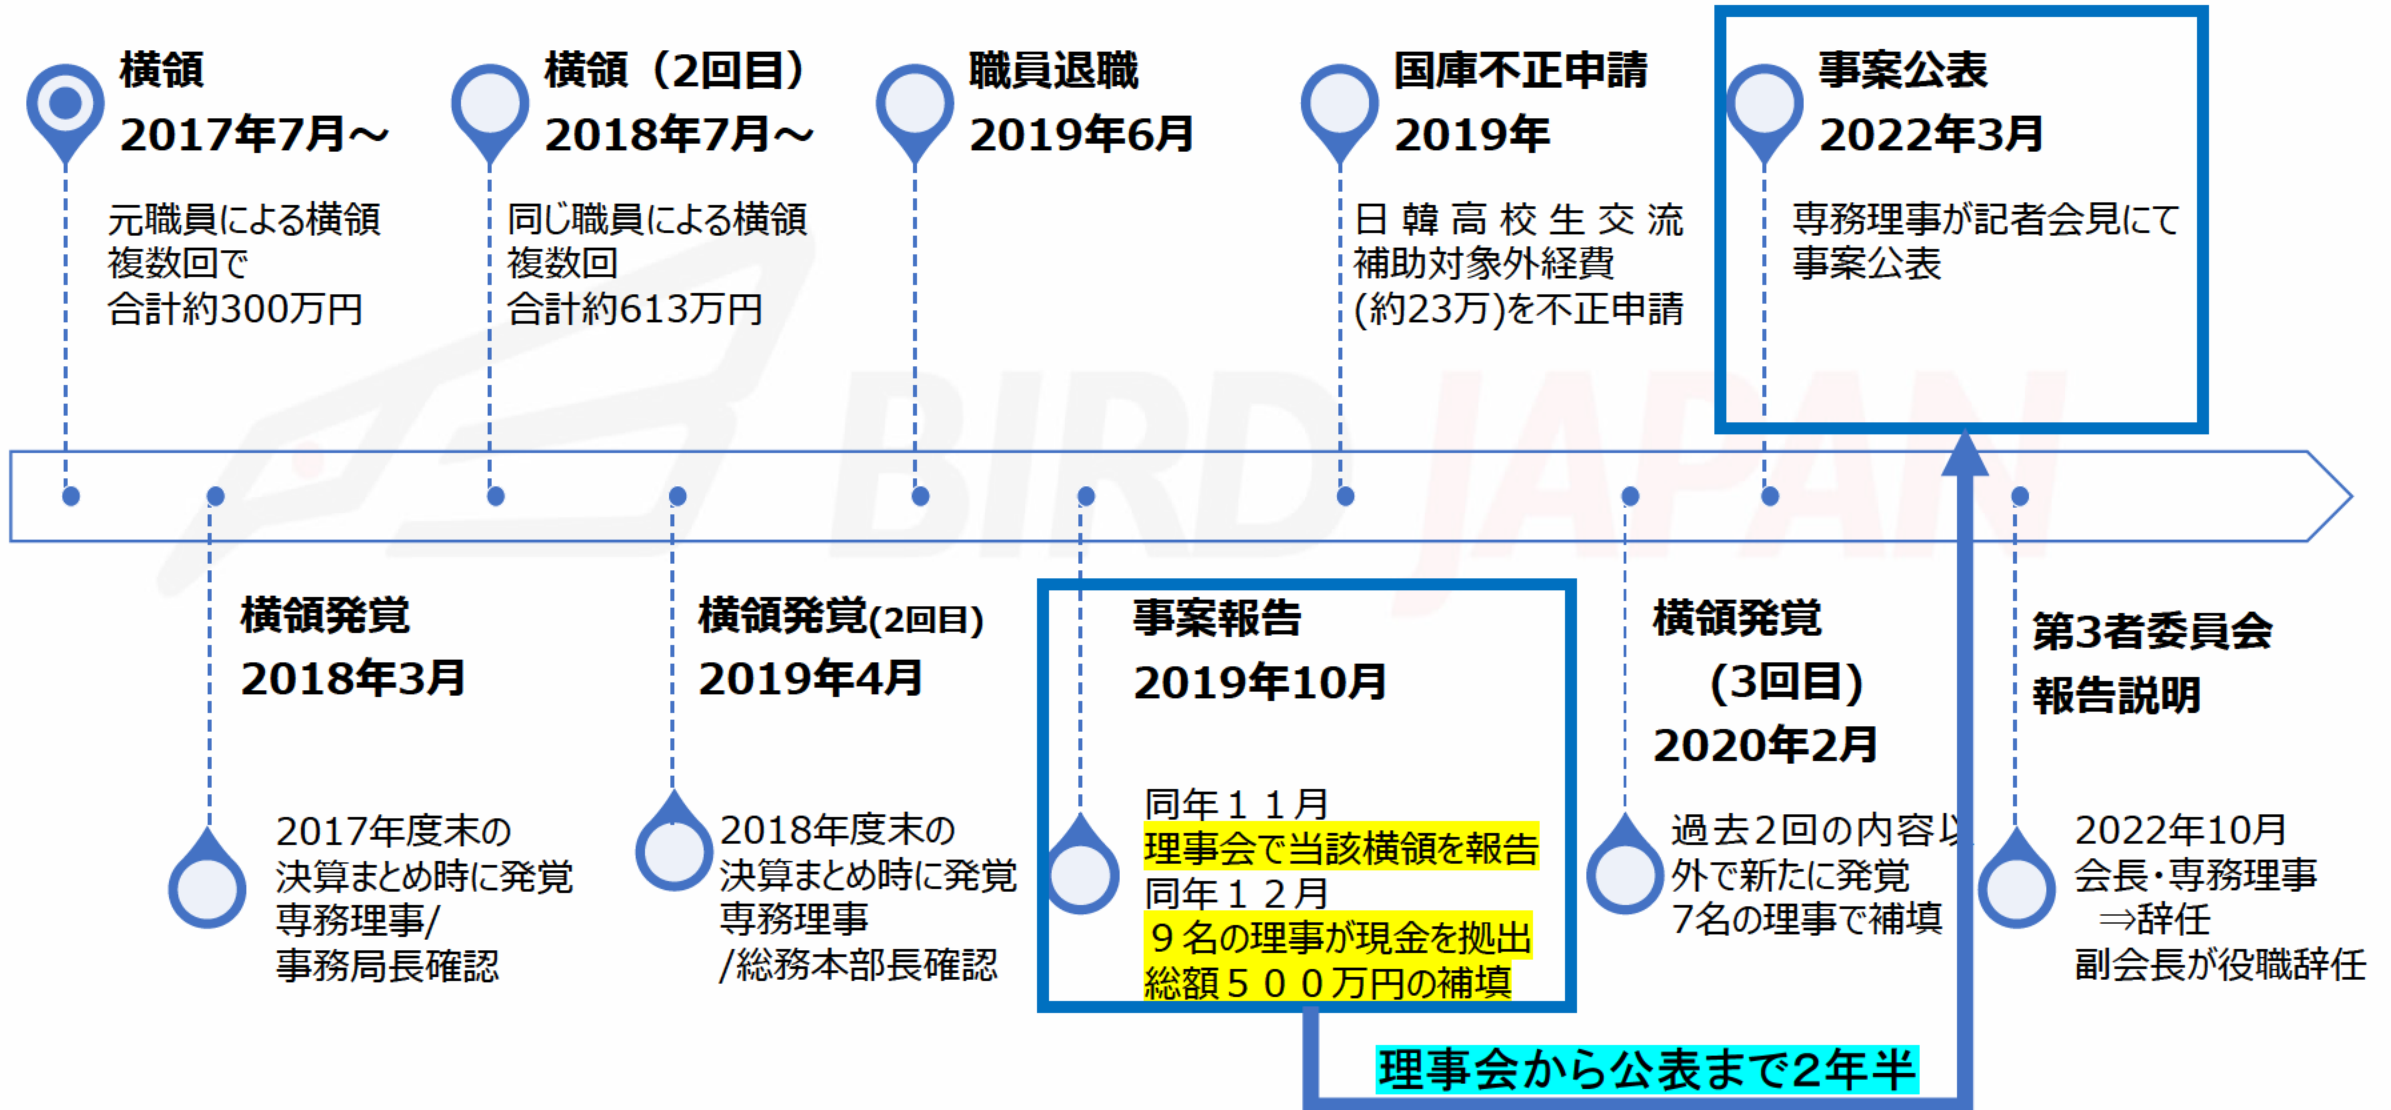 横領
2017年7月～
元職員による横領
複数回で
合計約300万円
横領（2回目）
2018年7月～
同じ職員による横領
複数回
合計約613万円
職員退職
2019年6月
国庫不正申請
2019年
日韓高校生交流
補助対象外経費
(約23万)を不正申請
事案公表
2022年3月
専務理事が記者会見にて
事案公表
BIRD JAPAN
横領発覚
2018年3月
2017年度末の
決算まとめ時に発覚
専務理事/
事務局長確認
横領発覚(2回目)
2019年4月
2018年度末の
決算まとめ時に発覚
専務理事
/総務本部長確認
事案報告
2019年10月
同年１１月
理事会で当該横領を報告
同年１２月
９名の理事が現金を拠出
総額５００万円の補填
横領発覚
(3回目)
2020年2月
過去2回の内容以
外で新たに発覚
7名の理事で補填
第3者委員会
報告説明
2022年10月
会長・専務理事
⇒辞任
副会長が役職辞任
理事会から公表まで2年半